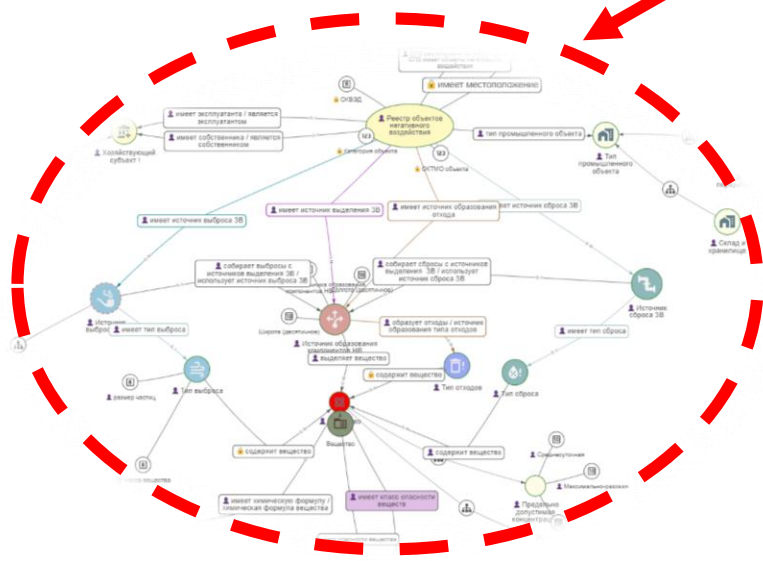 воздействия
имеет местоположение
ОКВЭД
имеет эксплуатанта / является
эксплуатантом
Реестр объектов
негативного
воздействия
имеет собственника / является
собственником
тип промышленного объекта
Хозяйствующий
субъект /
Категория объекта
ОКТМО объекта
Тип
промышленного
объекта
имеет источник выброса ЗВ
имеет источник выделения ЗВ
имеет источник образования
отхода
источник сброса ЗВ
Склад и
хранилище
собирает выбросы с
источников выделения ЗВ /
использует источник выброса ЗВ
собирает сбросы с источников
выделения ЗВ / использует
источник сброса ЗВ
Источник
сброса ЗВ
имеет тип выброса
Широта (десятичное)
образует отходы / источник
образования типа отходов
имеет тип сброса
Источник образования
компонентов НВ
выделяет вещество
содержит вещество
Тип отходов
Тип сброса
Тип выброса
размер частиц
Вещество
содержит вещество
содержит вещество
Среднесуточная
имеет химическую формулу /
химическая формула вещества
имеет класс опасности
веществ
Предельно
допустимая